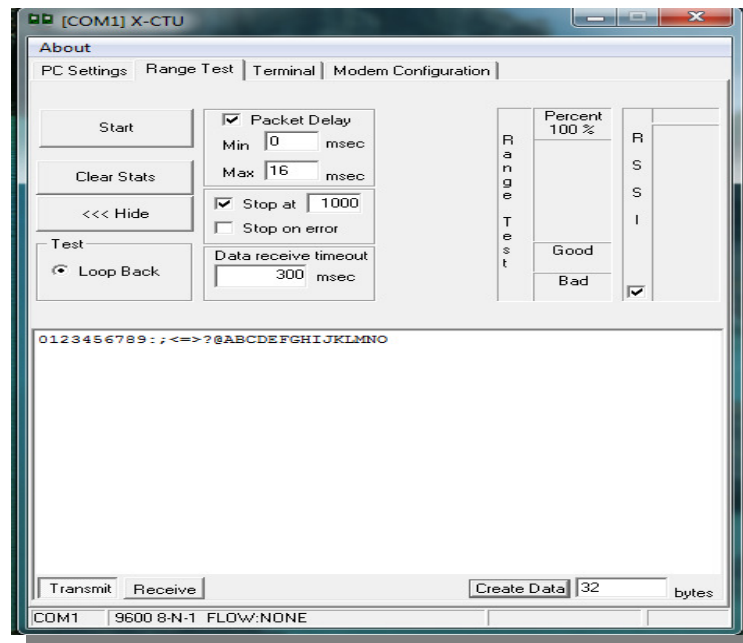 [COM1] X-CTU
About
PC Settings Range Test Terminal Modem Configuration
Start
Clear Stats
<<< Hide
Test
Loop Back
Packet Delay
Min 0 msec
Max 16 msec
Stop at 1000
Stop on error
Data receive timeout
300 msec
Range Test
Percent
100 %
Good
Bad
RSSI
0123456789:;<=>?@ABCDEFGHIJKLMNO
Transmit Receive
Create Data 32 bytes
COM1 9600 8-N-1 FLOW:NONE